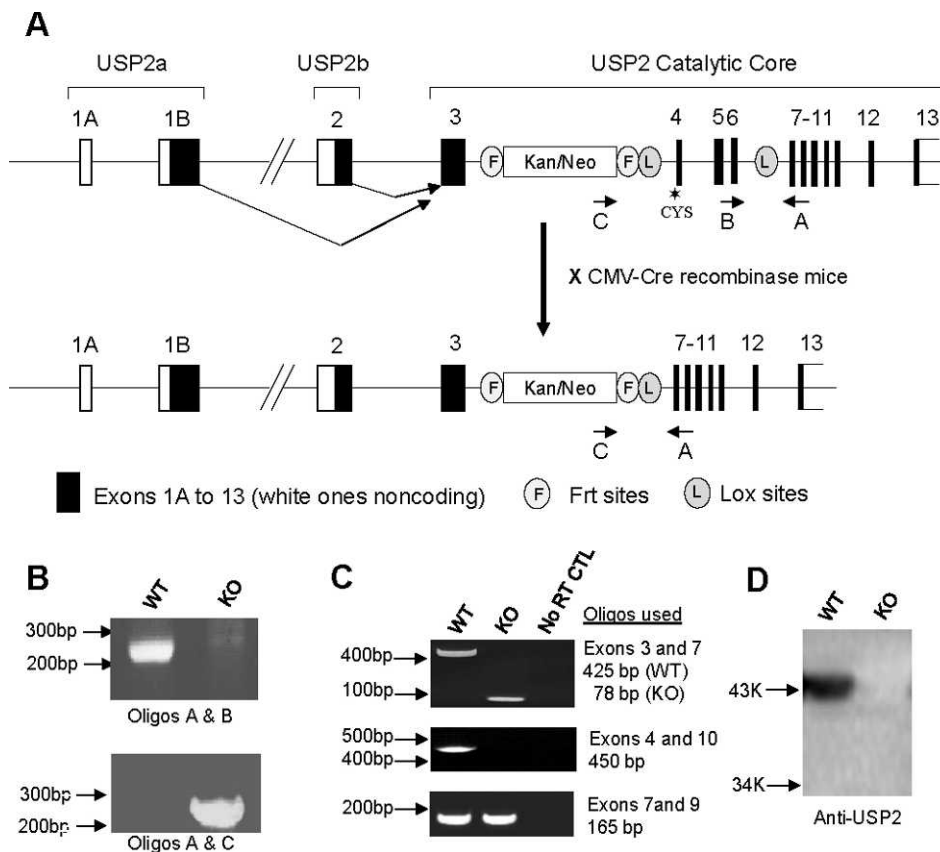 A
USP2a USP2b USP2 Catalytic Core
1A 1B 2 3 4 5 6 7-11 12 13
F Kan/Neo F L L
CYS
C B A
X CMV-Cre recombinase mice
1A 1B 2 3 7-11 12 13
F Kan/Neo F L
C A
Exons 1A to 13 (white ones noncoding) F Frt sites L Lox sites
B
WT KO
300bp
200bp
Oligos A & B
300bp
200bp
Oligos A & C
C
WT KO No RT CTL Oligos used
400bp
100bp
Exons 3 and 7
425 bp (WT)
78 bp (KO)
500bp
400bp
Exons 4 and 10
450 bp
200bp
Exons 7and 9
165 bp
D
WT KO
43K
34K
Anti-USP2